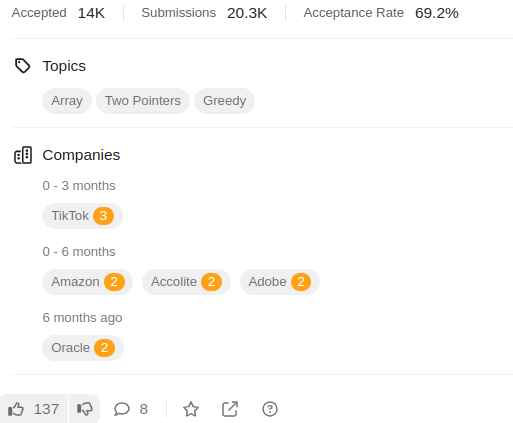 Accepted 14K Submissions 20.3K Acceptance Rate 69.2%
Topics
Array Two Pointers Greedy
Companies
0 - 3 months
TikTok 3
0 - 6 months
Amazon 2 Accolite 2 Adobe 2
6 months ago
Oracle 2
137 8